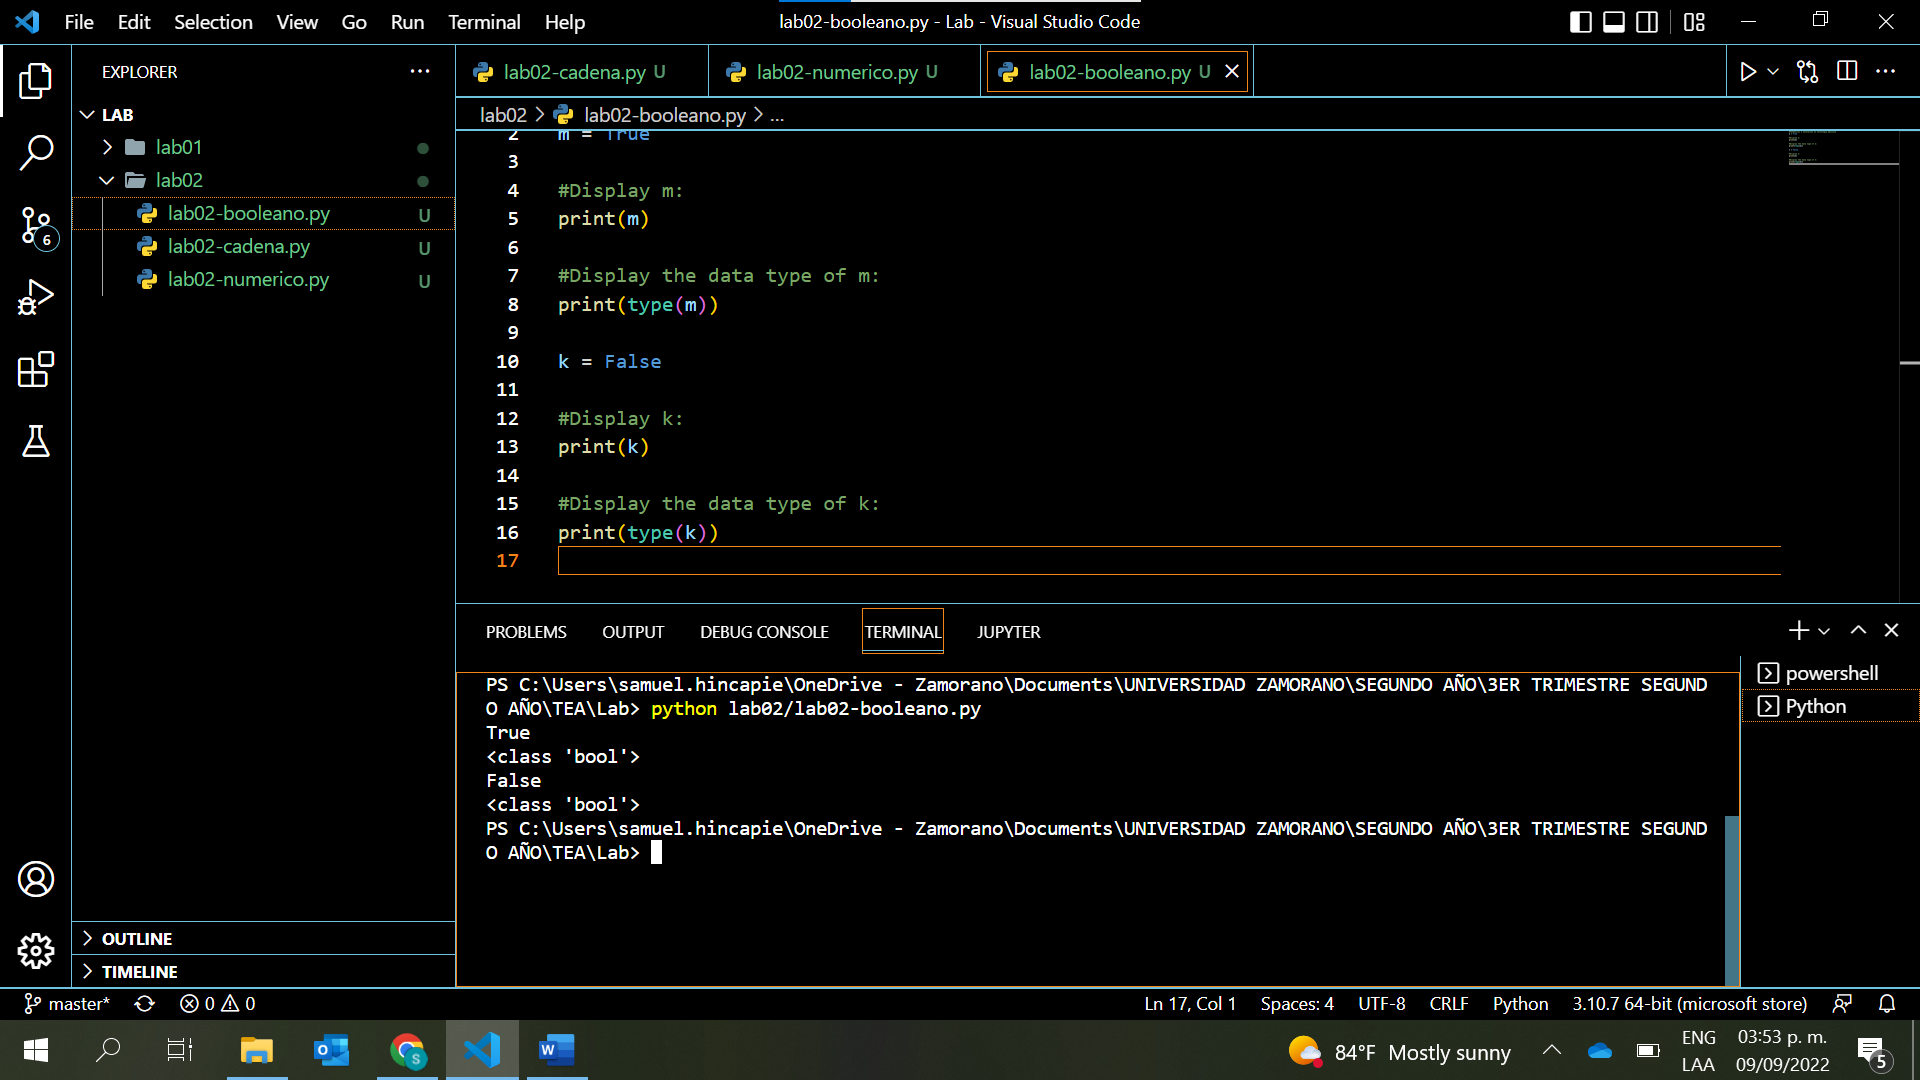 File Edit Selection View Go Run Terminal Help
lab02-booleano.py - Lab - Visual Studio Code
EXPLORER
LAB
lab01
lab02
lab02-booleano.py U
lab02-cadena.py U
lab02-numerico.py U
6
OUTLINE
TIMELINE
lab02-cadena.py U lab02-numerico.py U lab02-booleano.py U
lab02 > lab02-booleano.py > ...
2 m = True
3
4 #Display m:
5 print(m)
6
7 #Display the data type of m:
8 print(type(m))
9
10 k = False
11
12 #Display k:
13 print(k)
14
15 #Display the data type of k:
16 print(type(k))
17
PROBLEMS OUTPUT DEBUG CONSOLE TERMINAL JUPYTER
PS C:\Users\samuel.hincapie\OneDrive - Zamorano\Documents\UNIVERSIDAD ZAMORANO\SEGUNDO AÑO\3ER TRIMESTRE SEGUND
O AÑO\TEA\Lab> python lab02/lab02-booleano.py
True
<class 'bool'>
False
<class 'bool'>
PS C:\Users\samuel.hincapie\OneDrive - Zamorano\Documents\UNIVERSIDAD ZAMORANO\SEGUNDO AÑO\3ER TRIMESTRE SEGUND
O AÑO\TEA\Lab>
powershell
Python
master* 0 0 Ln 17, Col 1 Spaces: 4 UTF-8 CRLF Python 3.10.7 64-bit (microsoft store)
84°F Mostly sunny
ENG
LAA
03:53 p. m.
09/09/2022
5